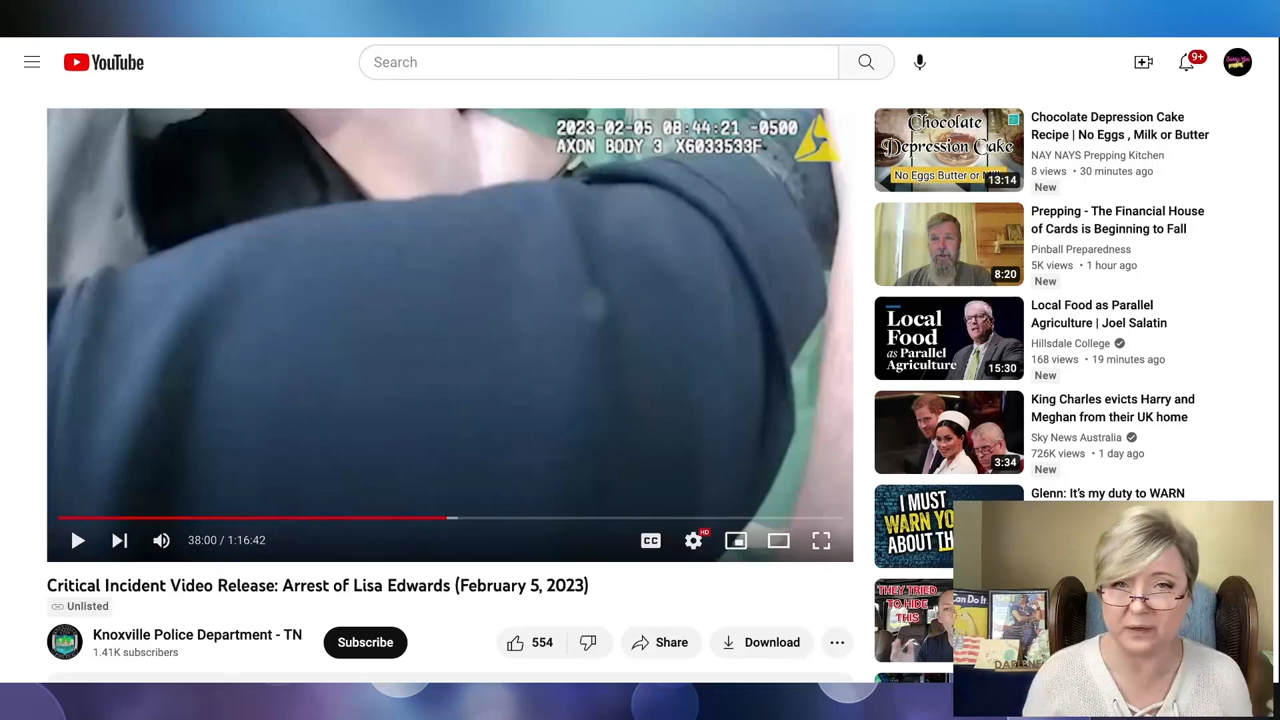 YouTube
Search
9+
2023-02-05 08:44:21 -0500
AXON BODY 3 X6033533F
38:00 / 1:16:42
CC
HD
Critical Incident Video Release: Arrest of Lisa Edwards (February 5, 2023)
Unlisted
Knoxville Police Department - TN
1.41K subscribers
Subscribe
554
Share
Download
Chocolate
Depression Cake
No Eggs Butter or
13:14
Chocolate Depression Cake
Recipe | No Eggs , Milk or Butter
NAY NAYS Prepping Kitchen
8 views • 30 minutes ago
New
8:20
Prepping - The Financial House
of Cards is Beginning to Fall
Pinball Preparedness
5K views • 1 hour ago
New
Local
Food
as Parallel
Agriculture
15:30
Local Food as Parallel
Agriculture | Joel Salatin
Hillsdale College
168 views • 19 minutes ago
New
3:34
King Charles evicts Harry and
Meghan from their UK home
Sky News Australia
726K views • 1 day ago
New
I MUST
WARN YO
ABOUT TH
Glenn: It's my duty to WARN
THEY TRIED
TO HIDE
THIS
Can Do It
DARLENE